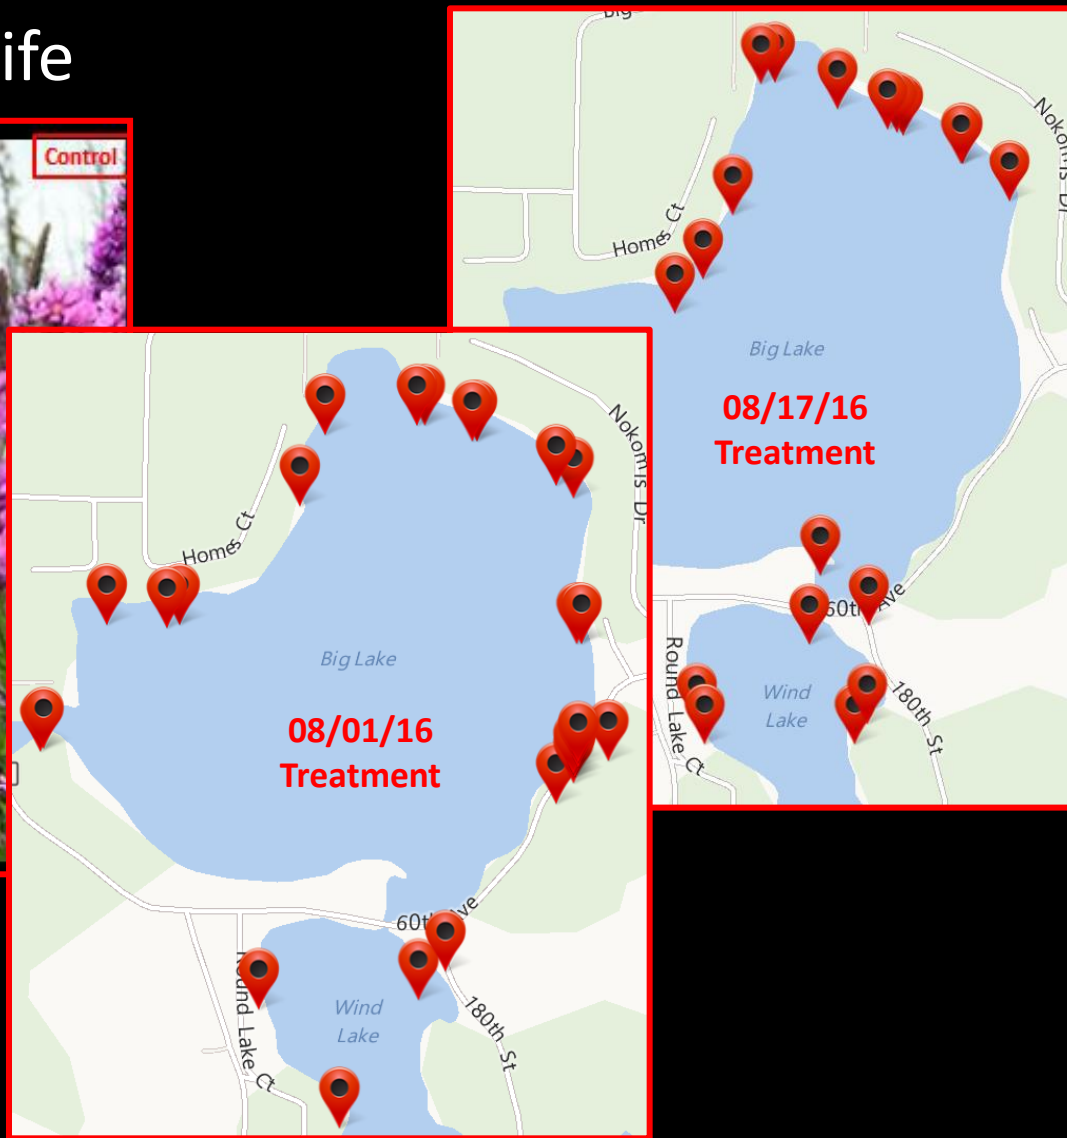 ife
Control
Big
Nokomis Dr
Homes Ct
Big Lake
08/17/16
Treatment
60th Ave
Round Lake Ct
Wind
Lake
180th St
Nokomis Dr
Homes Ct
Big Lake
08/01/16
Treatment
60th Ave
Round Lake Ct
Wind
Lake
180th St